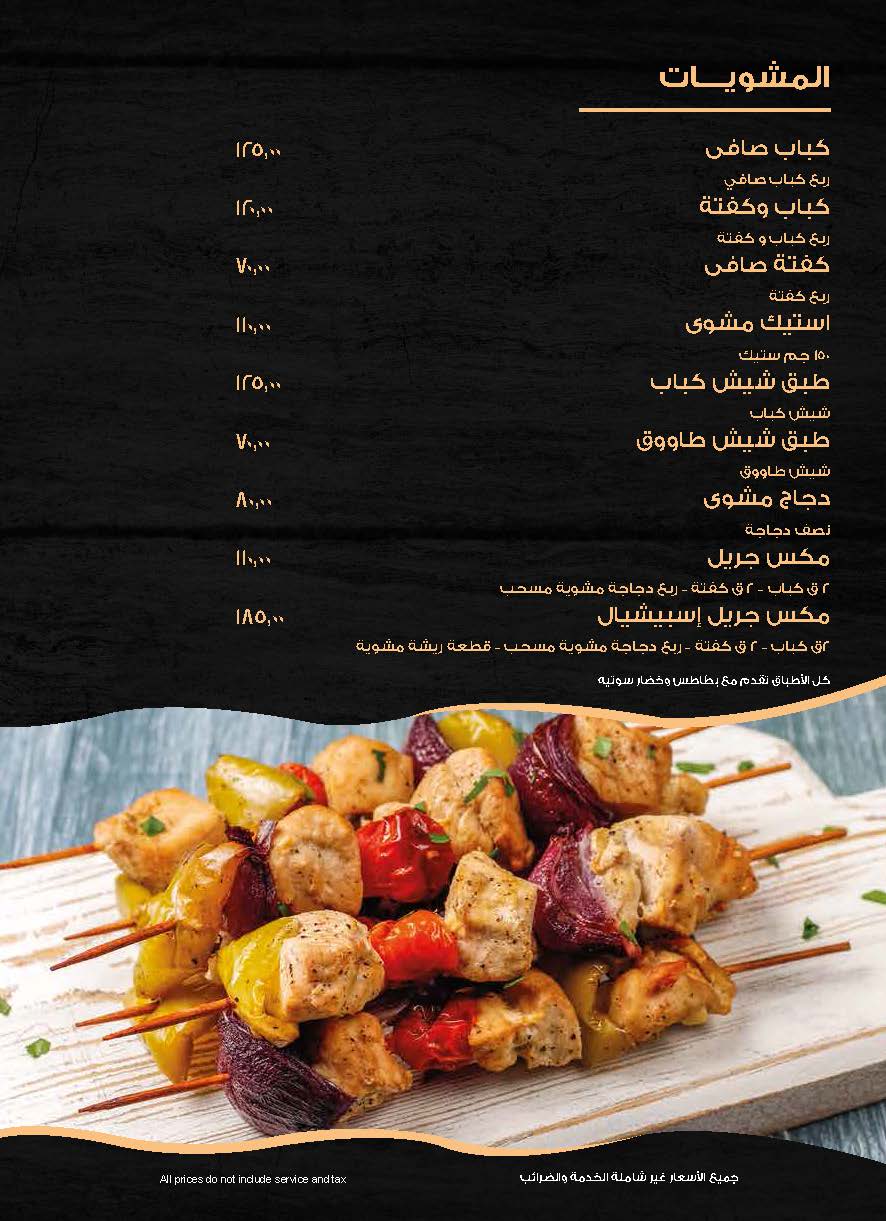 المشويـــات
كباب صافى ١٢٥,٠٠
ربع كباب صافي
كباب وكفتة ١٢٠,٠٠
ربع كباب و كفتة
كفتة صافى ٧٠,٠٠
ربع كفتة
استيك مشوى ١١٠,٠٠
١٥٠ جم ستيك
طبق شيش كباب ١٢٥,٠٠
شيش كباب
طبق شيش طاووق ٧٠,٠٠
شيش طاووق
دجاج مشوى ٨٠,٠٠
نصف دجاجة
مكس جريل ١١٠,٠٠
٢ ق كباب - ٢ ق كفتة - ربع دجاجة مشوية مسحب
مكس جريل إسبيشيال ١٨٥,٠٠
٢ق كباب - ٢ ق كفتة - ربع دجاجة مشوية مسحب - قطعة ريشة مشوية
كل الأطباق تقدم مع بطاطس وخضار سوتيه
جميع الأسعار غير شاملة الخدمة والضرائب
All prices do not include service and tax